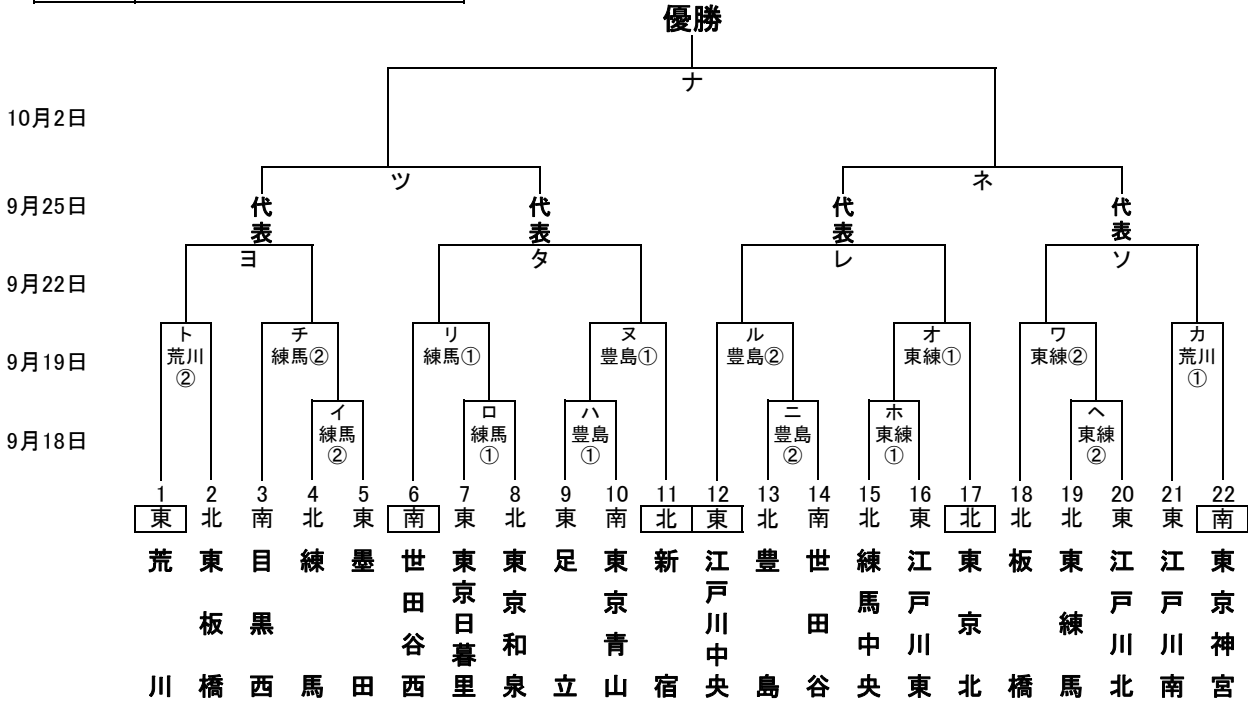 優勝
ナ
10月2日
ツ
ネ
9月25日
代表
代表
代表
代表
ヨ
タ
レ
ソ
9月22日
ト
チ
リ
ヌ
ル
オ
ワ
カ
9月19日
荒川
②
練馬②
練馬①
豊島①
豊島②
東練①
東練②
荒川
①
イ
ロ
ハ
ニ
ホ
ヘ
9月18日
練馬
②
練馬
①
豊島
①
豊島
②
東練
①
東練
②
1 2 3 4 5 6 7 8 9 10 11 12 13 14 15 16 17 18 19 20 21 22
東 北 南 北 東 南 東 北 東 南 北 東 北 南 北 東 北 北 北 東 東 南
荒川
東板橋
目黒西
練馬
墨田
世田谷西
東京日暮里
東京和泉
足立
東京青山
新宿
江戸川中央
豊島
世田谷
練馬中央
江戸川東
東京北
板橋
東練馬
江戸川北
江戸川南
東京神宮